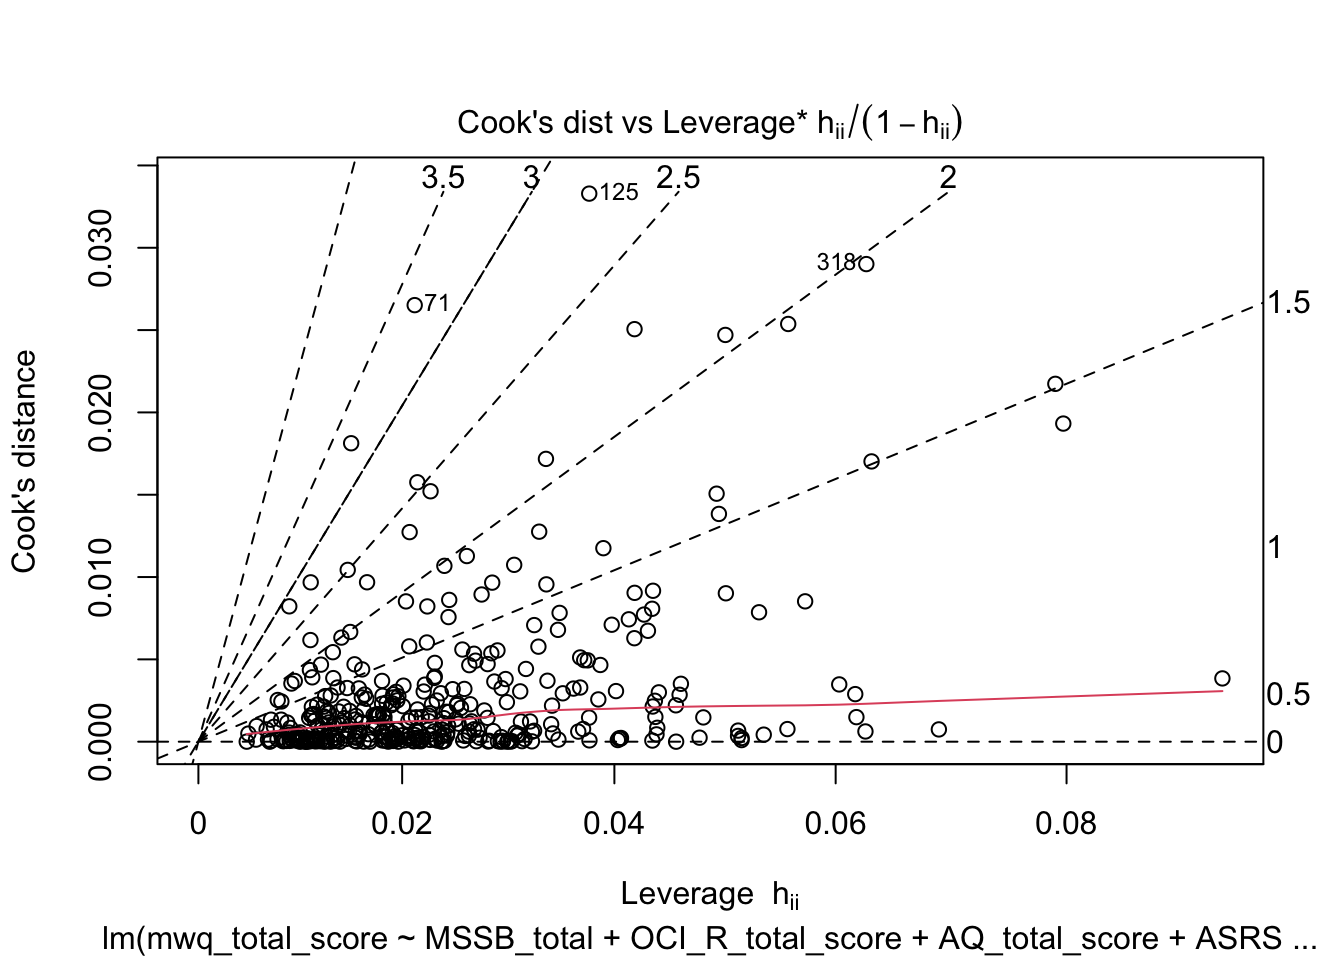 Cook's dist vs Leverage* hii/(1 − hii)
3.5 3 2.5 2
125
318
71
1.5
1
0.5
0
Cook's distance
0.030
0.020
0.010
0.000
0 0.02 0.04 0.06 0.08
Leverage hii
lm(mwq_total_score ~ MSSB_total + OCI_R_total_score + AQ_total_score + ASRS ...